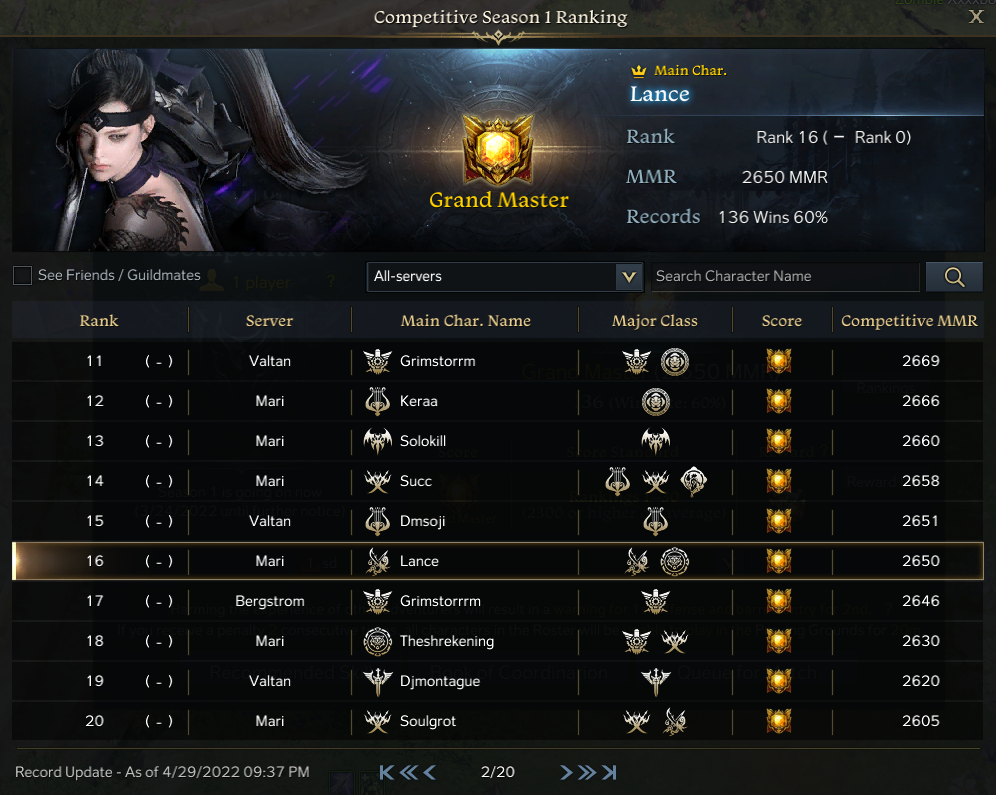 Competitive Season 1 Ranking
X
Main Char.
Lance
Rank Rank 16 ( − Rank 0)
MMR 2650 MMR
Records 136 Wins 60%
Grand Master
See Friends / Guildmates All-servers Search Character Name
Rank Server Main Char. Name Major Class Score Competitive MMR
11 ( - ) Valtan Grimstorrm 2669
12 ( - ) Mari Keraa 2666
13 ( - ) Mari Solokill 2660
14 ( - ) Mari Succ 2658
15 ( - ) Valtan Dmsoji 2651
16 ( - ) Mari Lance 2650
17 ( - ) Bergstrom Grimstorrrm 2646
18 ( - ) Mari Theshrekening 2630
19 ( - ) Valtan Djmontague 2620
20 ( - ) Mari Soulgrot 2605
Record Update - As of 4/29/2022 09:37 PM 2/20